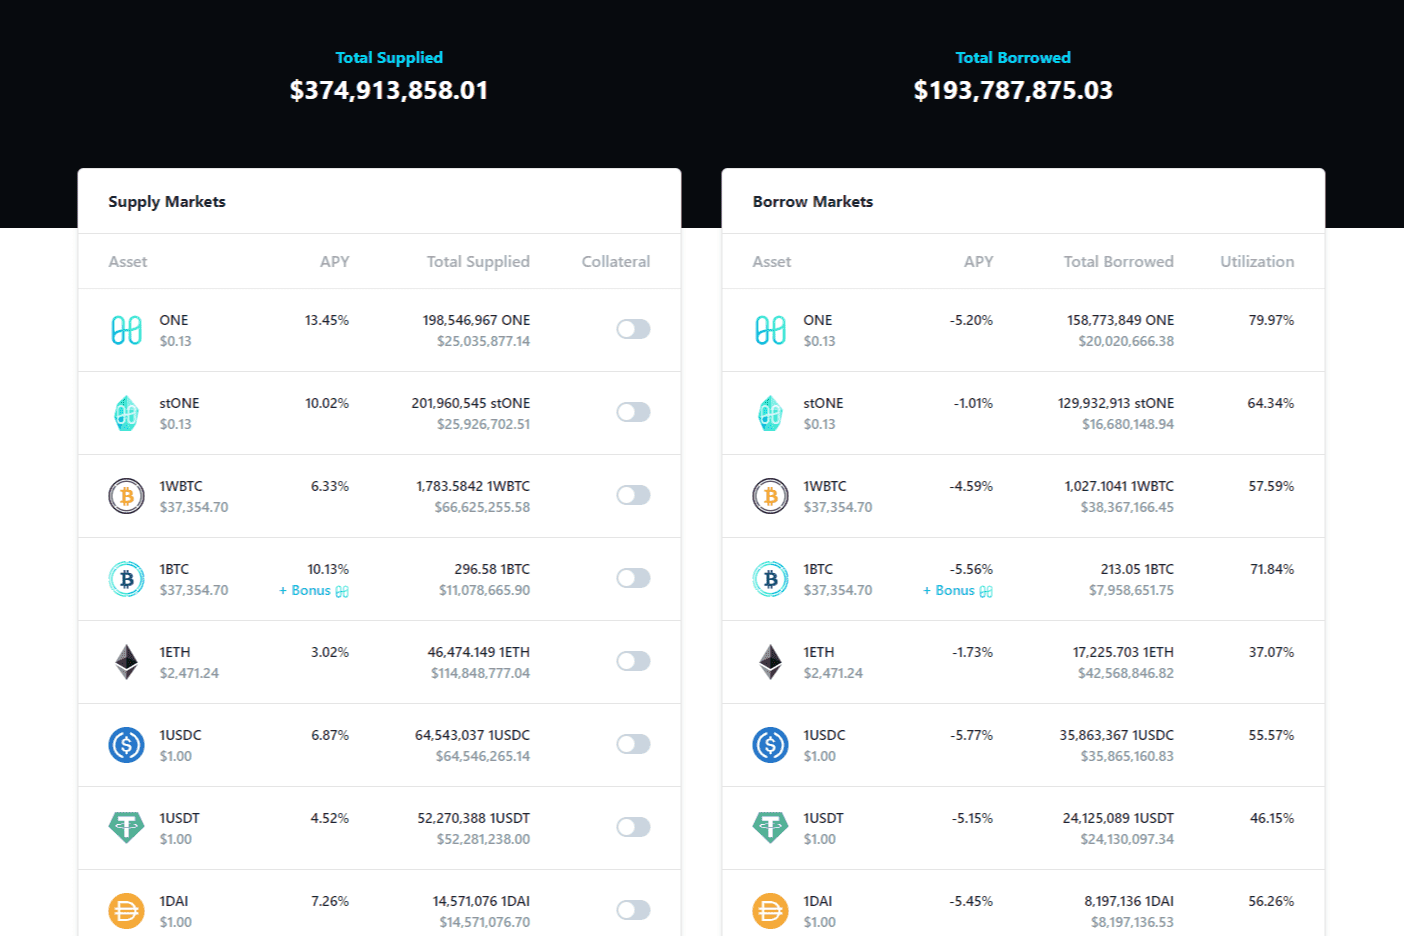 Total Supplied
$374,913,858.01
Total Borrowed
$193,787,875.03
Supply Markets
Asset APY Total Supplied Collateral
ONE 13.45% 198,546,967 ONE
$0.13 $25,035,877.14
stONE 10.02% 201,960,545 stONE
$0.13 $25,926,702.51
1WBTC 6.33% 1,783.5842 1WBTC
$37,354.70 $66,625,255.58
1BTC 10.13% 296.58 1BTC
$37,354.70 + Bonus $11,078,665.90
1ETH 3.02% 46,474.149 1ETH
$2,471.24 $114,848,777.04
1USDC 6.87% 64,543,037 1USDC
$1.00 $64,546,265.14
1USDT 4.52% 52,270,388 1USDT
$1.00 $52,281,238.00
1DAI 7.26% 14,571,076 1DAI
$1.00 $14,571,076.70
Borrow Markets
Asset APY Total Borrowed Utilization
ONE -5.20% 158,773,849 ONE 79.97%
$0.13 $20,020,666.38
stONE -1.01% 129,932,913 stONE 64.34%
$0.13 $16,680,148.94
1WBTC -4.59% 1,027.1041 1WBTC 57.59%
$37,354.70 $38,367,166.45
1BTC -5.56% 213.05 1BTC 71.84%
$37,354.70 + Bonus $7,958,651.75
1ETH -1.73% 17,225.703 1ETH 37.07%
$2,471.24 $42,568,846.82
1USDC -5.77% 35,863,367 1USDC 55.57%
$1.00 $35,865,160.83
1USDT -5.15% 24,125,089 1USDT 46.15%
$1.00 $24,130,097.34
1DAI -5.45% 8,197,136 1DAI 56.26%
$1.00 $8,197,136.53